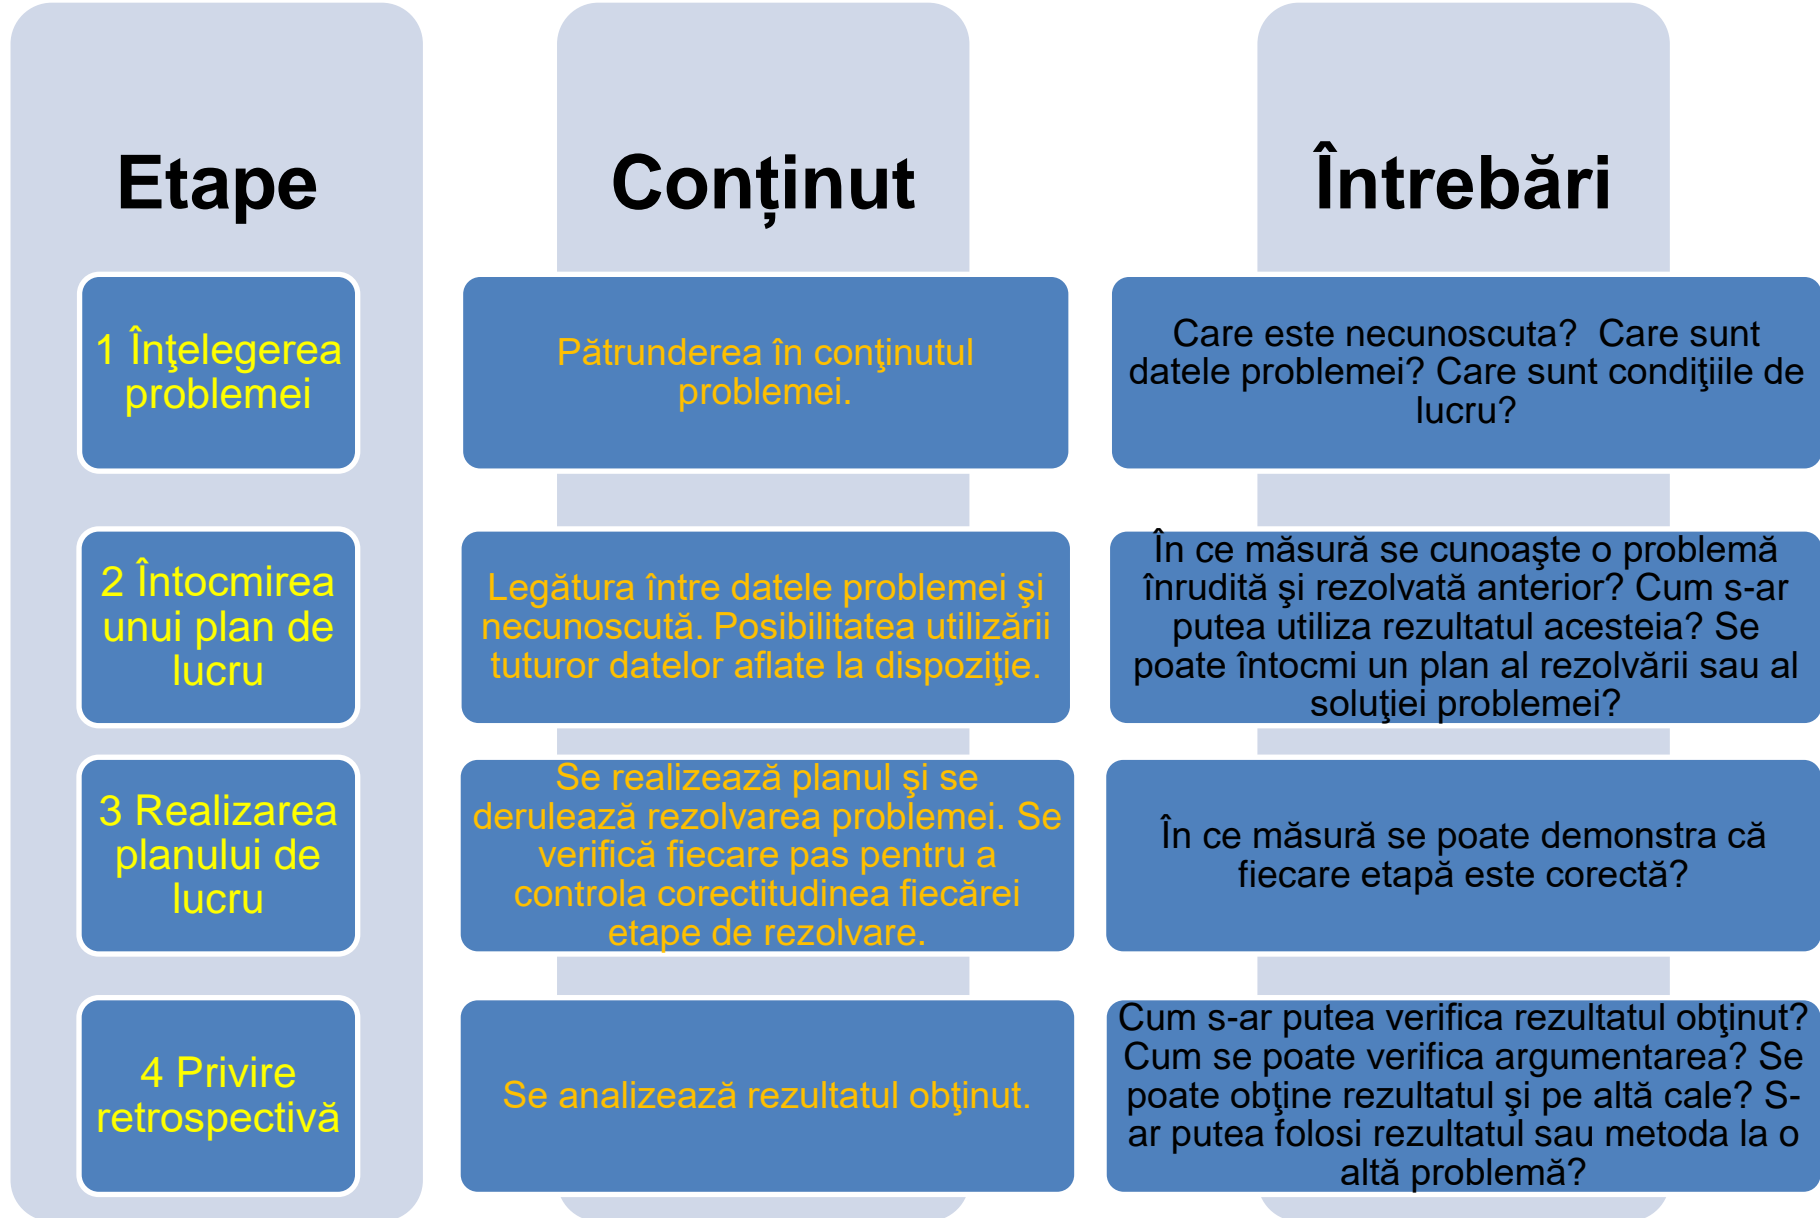 Etape
Conținut
Întrebări
1 Înţelegerea
problemei
Pătrunderea în conţinutul
problemei.
Care este necunoscuta?  Care sunt
datele problemei? Care sunt condiţiile de
lucru?
2 Întocmirea
unui plan de
lucru
Legătura între datele problemei şi
necunoscută. Posibilitatea utilizării
tuturor datelor aflate la dispoziţie.
În ce măsură se cunoaşte o problemă
înrudită şi rezolvată anterior? Cum s-ar
putea utiliza rezultatul acesteia? Se
poate întocmi un plan al rezolvării sau al
soluţiei problemei?
3 Realizarea
planului de
lucru
Se realizează planul şi se
derulează rezolvarea problemei. Se
verifică fiecare pas pentru a
controla corectitudinea fiecărei
etape de rezolvare.
În ce măsură se poate demonstra că
fiecare etapă este corectă?
4 Privire
retrospectivă
Se analizează rezultatul obţinut.
Cum s-ar putea verifica rezultatul obţinut?
Cum se poate verifica argumentarea? Se
poate obţine rezultatul şi pe altă cale? S-
ar putea folosi rezultatul sau metoda la o
altă problemă?